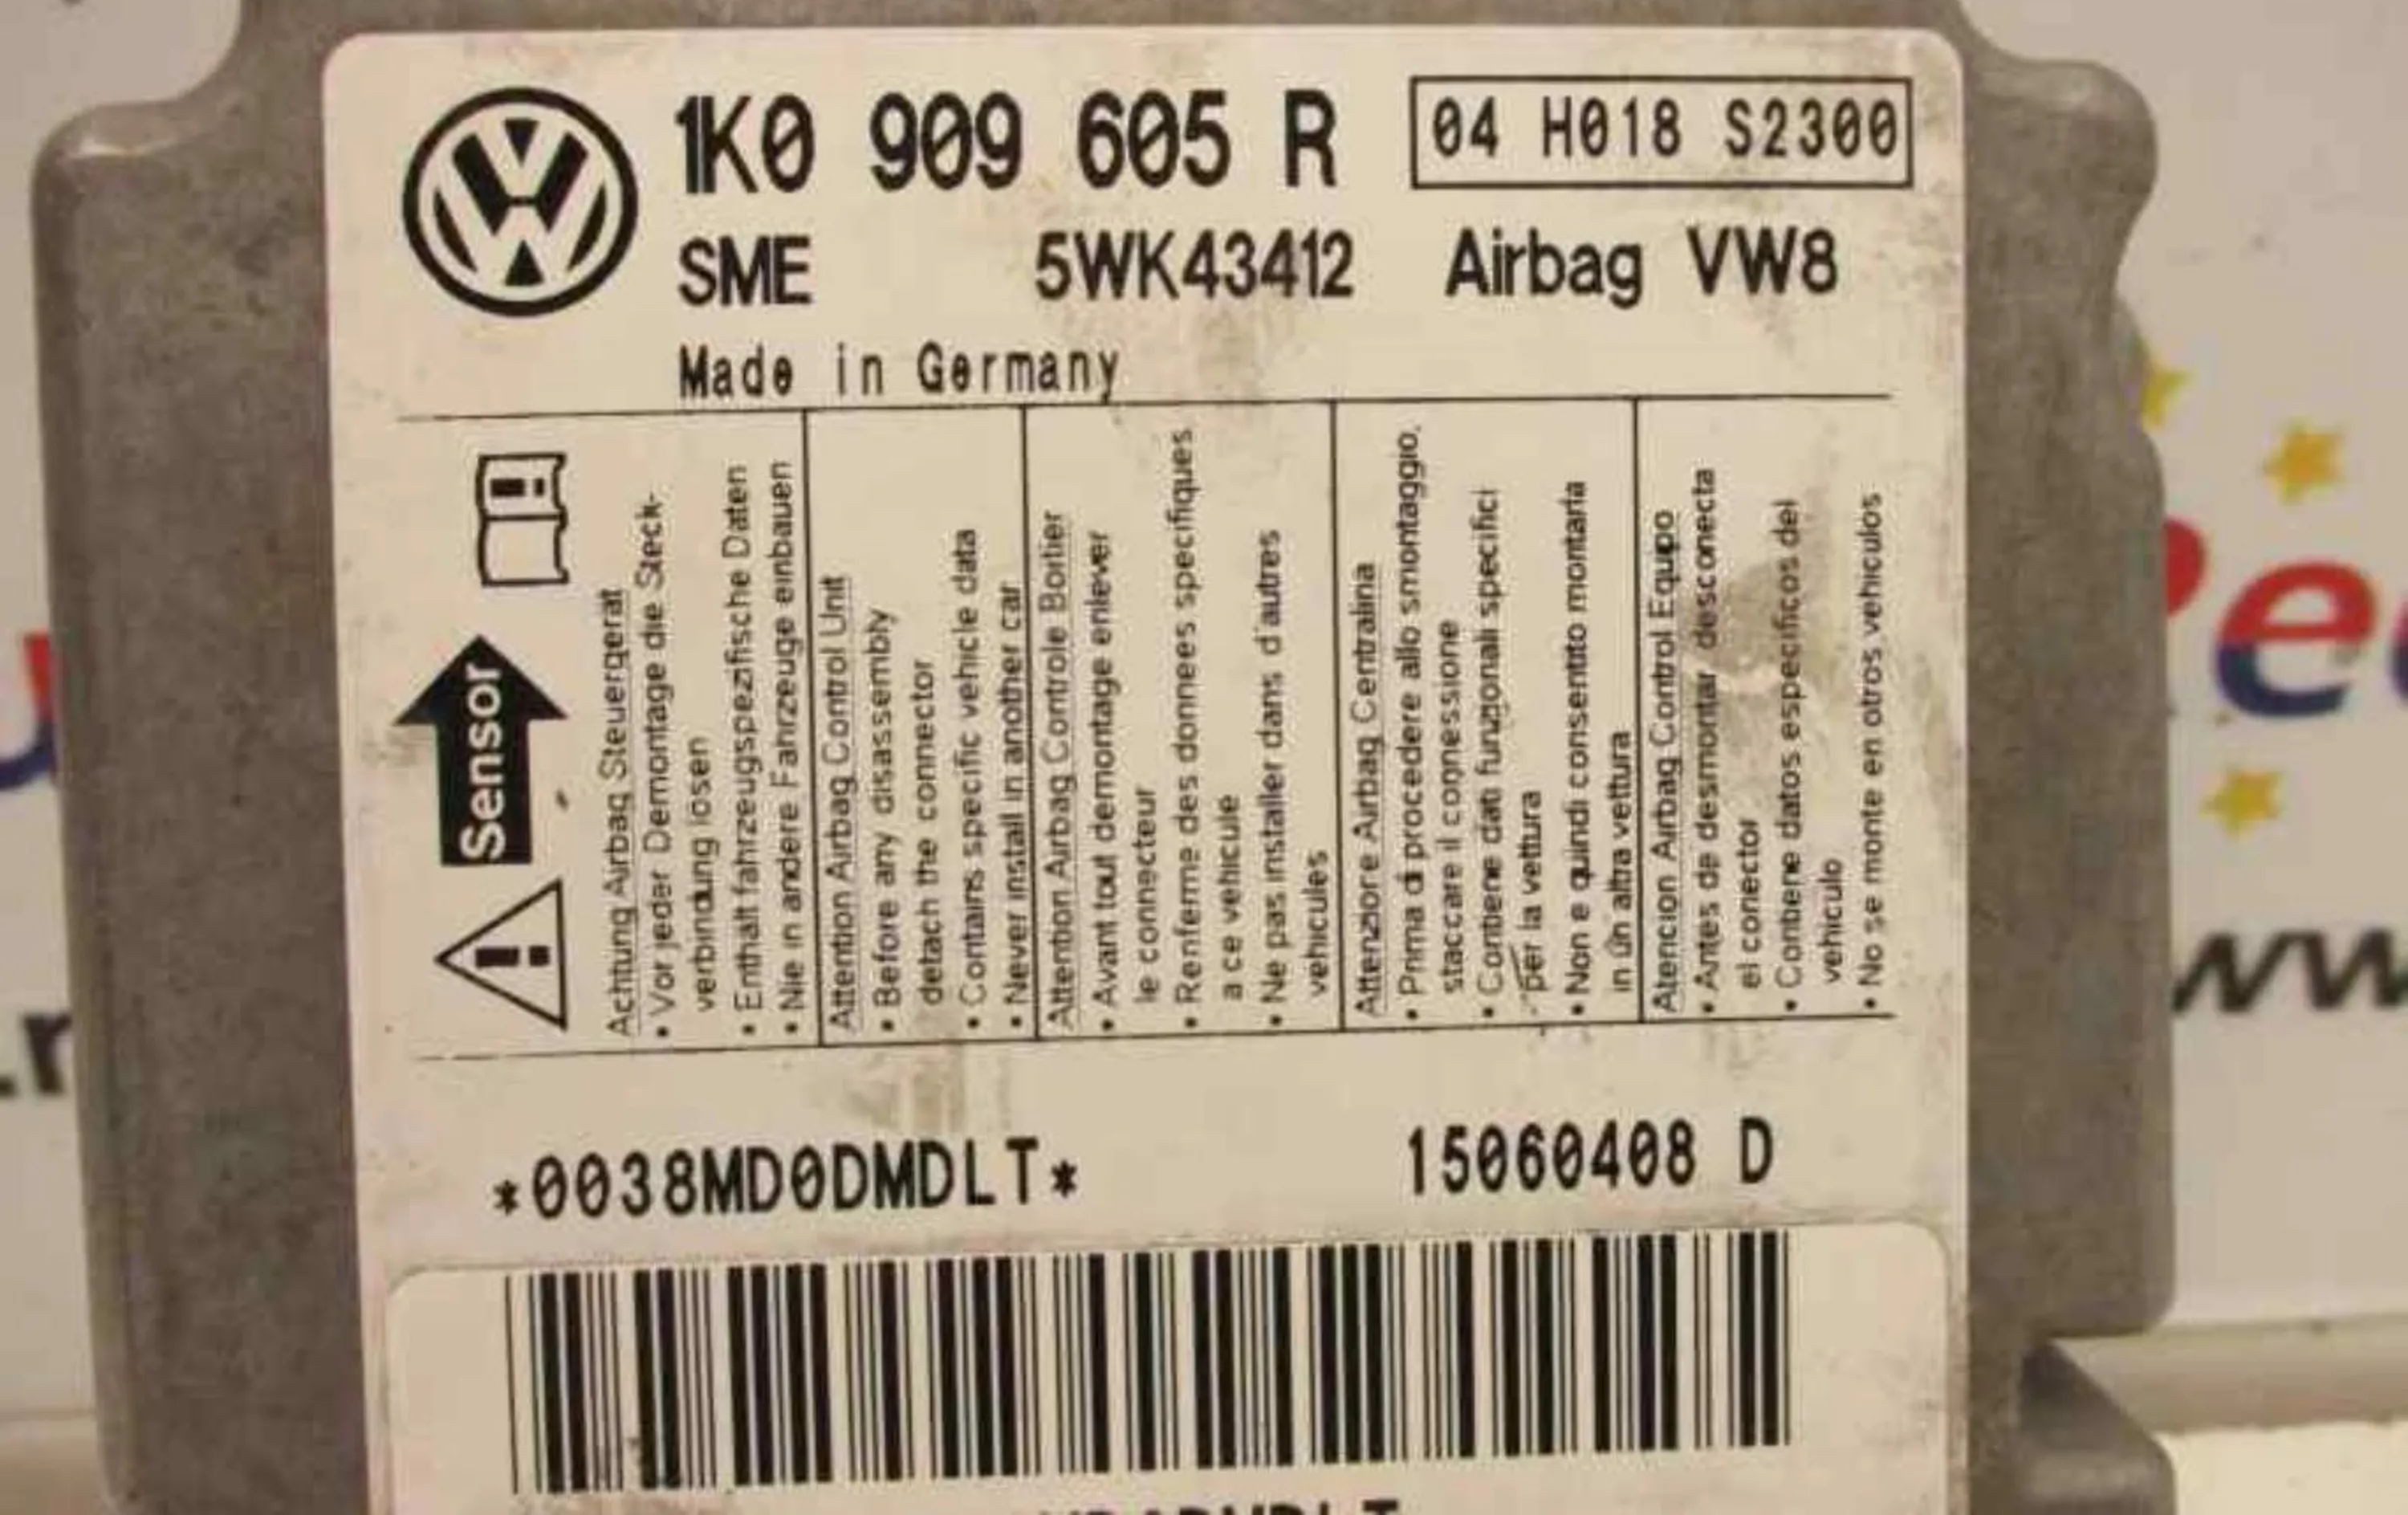 1K0 909 605 R
04 H018 S2300
SME 5WK43412 Airbag VW8
Made in Germany
Sensor
Achtung Airbag Steuergerät
• Vor jeder Demontage die Steck-
verbindung lösen
• Enthält fahrzeugspezifische Daten
• Nie in andere Fahrzeuge einbauen
Attention Airbag Control Unit
• Before any disassembly
detach the connector
• Contains specific vehicle data
• Never install in another car
Attention Airbag Controle Boitier
• Avant tout demontage enlever
le connecteur
• Renferme des donnees specifiques
a ce vehicule
• Ne pas installer dans d'autres
vehicules
Attenzione Airbag Centralina
• Prima di procedere allo smontaggio,
staccare il connessione
• Contiene dati funzionali specifici
per la vettura
• Non e quindi consentito montarla
in un altra vettura
Atencion Airbag Control Equipo
• Antes de desmontar desconecta
el conector
• Contiene datos especificos del
vehiculo
• No se monte en otros vehiculos
*0038MD0DMDLT*
15060408 D